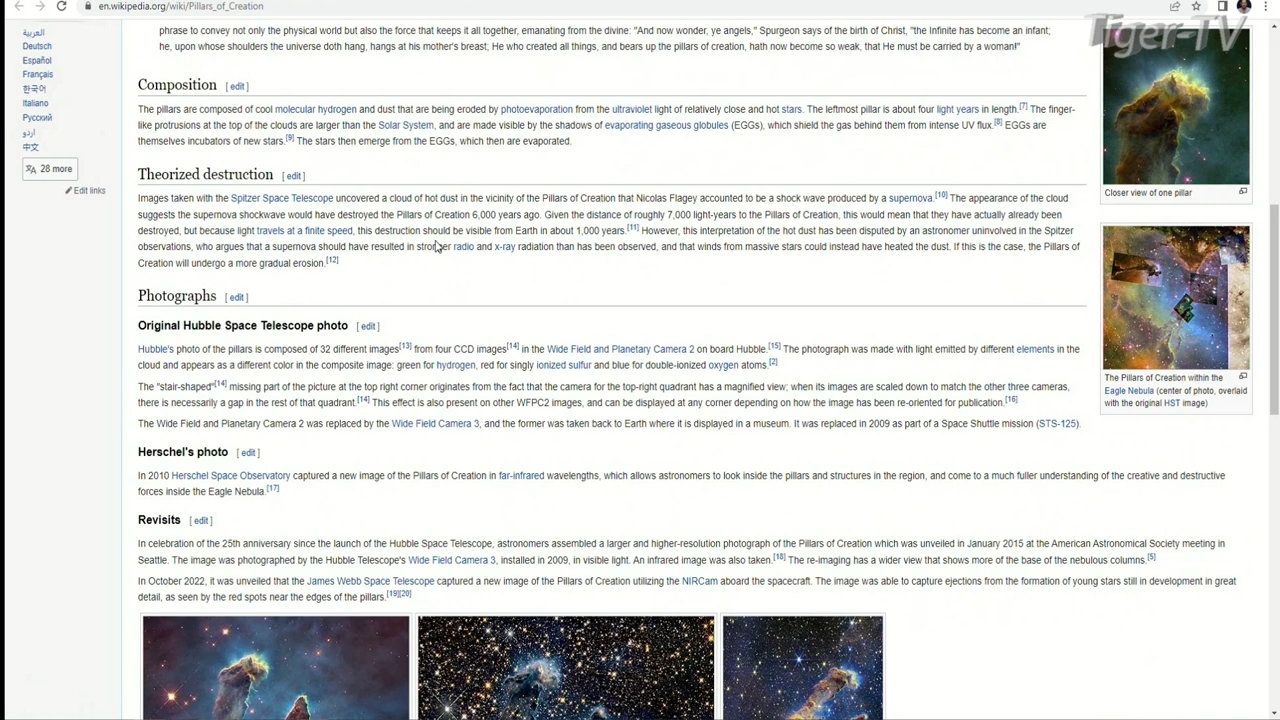 en.wikipedia.org/wiki/Pillars_of_Creation
Tiger-TV
العربية
Deutsch
Español
Français
한국어
Italiano
Русский
اردو
中文
28 more
Edit links
phrase to convey not only the physical world but also the force that keeps it all together, emanating from the divine: "And now wonder, ye angels," Spurgeon says of the birth of Christ, "the Infinite has become an infant;
he, upon whose shoulders the universe doth hang, hangs at his mother's breast; He who created all things, and bears up the pillars of creation, hath now become so weak, that He must be carried by a woman!"
Composition [ edit ]
The pillars are composed of cool molecular hydrogen and dust that are being eroded by photoevaporation from the ultraviolet light of relatively close and hot stars. The leftmost pillar is about four light years in length.[7] The finger-
like protrusions at the top of the clouds are larger than the Solar System, and are made visible by the shadows of evaporating gaseous globules (EGGs), which shield the gas behind them from intense UV flux.[8] EGGs are
themselves incubators of new stars.[9] The stars then emerge from the EGGs, which then are evaporated.
Theorized destruction [ edit ]
Images taken with the Spitzer Space Telescope uncovered a cloud of hot dust in the vicinity of the Pillars of Creation that Nicolas Flagey accounted to be a shock wave produced by a supernova.[10] The appearance of the cloud
suggests the supernova shockwave would have destroyed the Pillars of Creation 6,000 years ago. Given the distance of roughly 7,000 light-years to the Pillars of Creation, this would mean that they have actually already been
destroyed, but because light travels at a finite speed, this destruction should be visible from Earth in about 1,000 years.[11] However, this interpretation of the hot dust has been disputed by an astronomer uninvolved in the Spitzer
observations, who argues that a supernova should have resulted in stronger radio and x-ray radiation than has been observed, and that winds from massive stars could instead have heated the dust. If this is the case, the Pillars of
Creation will undergo a more gradual erosion.[12]
Photographs [ edit ]
Original Hubble Space Telescope photo [ edit ]
Hubble's photo of the pillars is composed of 32 different images[13] from four CCD images[14] in the Wide Field and Planetary Camera 2 on board Hubble.[15] The photograph was made with light emitted by different elements in the
cloud and appears as a different color in the composite image: green for hydrogen, red for singly ionized sulfur and blue for double-ionized oxygen atoms.[2]
The "stair-shaped"[14] missing part of the picture at the top right corner originates from the fact that the camera for the top-right quadrant has a magnified view; when its images are scaled down to match the other three cameras,
there is necessarily a gap in the rest of that quadrant.[14] This effect is also present on other WFPC2 images, and can be displayed at any corner depending on how the image has been re-oriented for publication.[16]
The Wide Field and Planetary Camera 2 was replaced by the Wide Field Camera 3, and the former was taken back to Earth where it is displayed in a museum. It was replaced in 2009 as part of a Space Shuttle mission (STS-125).
Herschel's photo [ edit ]
In 2010 Herschel Space Observatory captured a new image of the Pillars of Creation in far-infrared wavelengths, which allows astronomers to look inside the pillars and structures in the region, and come to a much fuller understanding of the creative and destructive
forces inside the Eagle Nebula.[17]
Revisits [ edit ]
In celebration of the 25th anniversary since the launch of the Hubble Space Telescope, astronomers assembled a larger and higher-resolution photograph of the Pillars of Creation which was unveiled in January 2015 at the American Astronomical Society meeting in
Seattle. The image was photographed by the Hubble Telescope's Wide Field Camera 3, installed in 2009, in visible light. An infrared image was also taken.[18] The re-imaging has a wider view that shows more of the base of the nebulous columns.[5]
In October 2022, it was unveiled that the James Webb Space Telescope captured a new image of the Pillars of Creation utilizing the NIRCam aboard the spacecraft. The image was able to capture ejections from the formation of young stars still in development in great
detail, as seen by the red spots near the edges of the pillars.[19][20]
Closer view of one pillar
The Pillars of Creation within the
Eagle Nebula (center of photo, overlaid
with the original HST image)